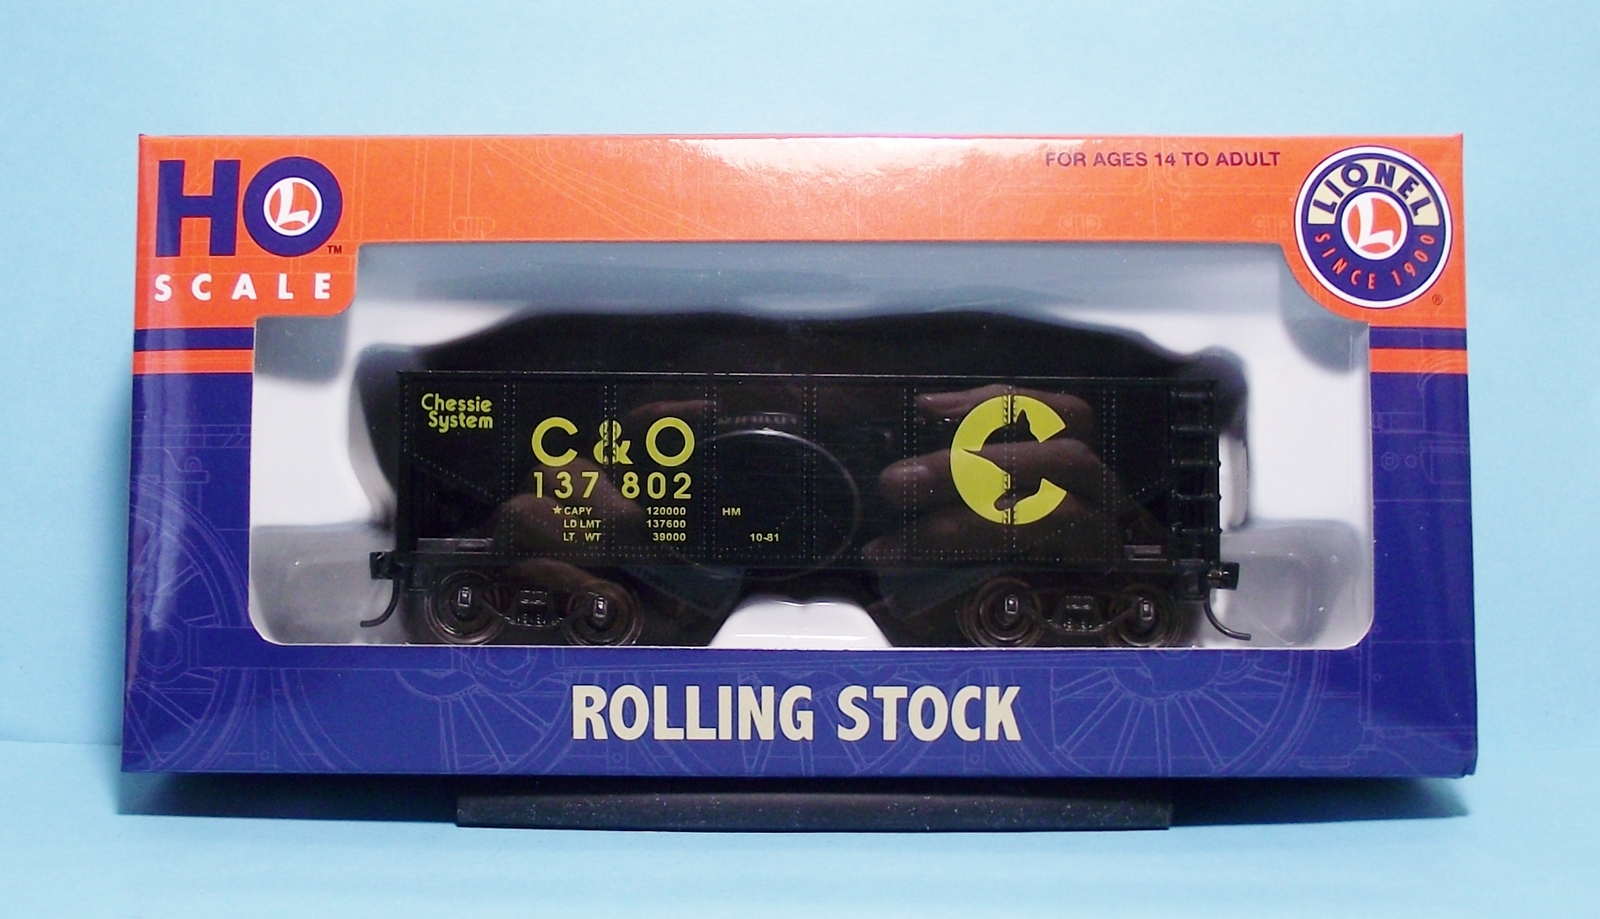 HO™
SCALE
FOR AGES 14 TO ADULT
LIONEL
L
SINCE 1900
®
Chessie
System
C & O
137 802
★CAPY 120000 HM
LD LMT 137600
LT. WT 39000 10-81
ROLLING STOCK